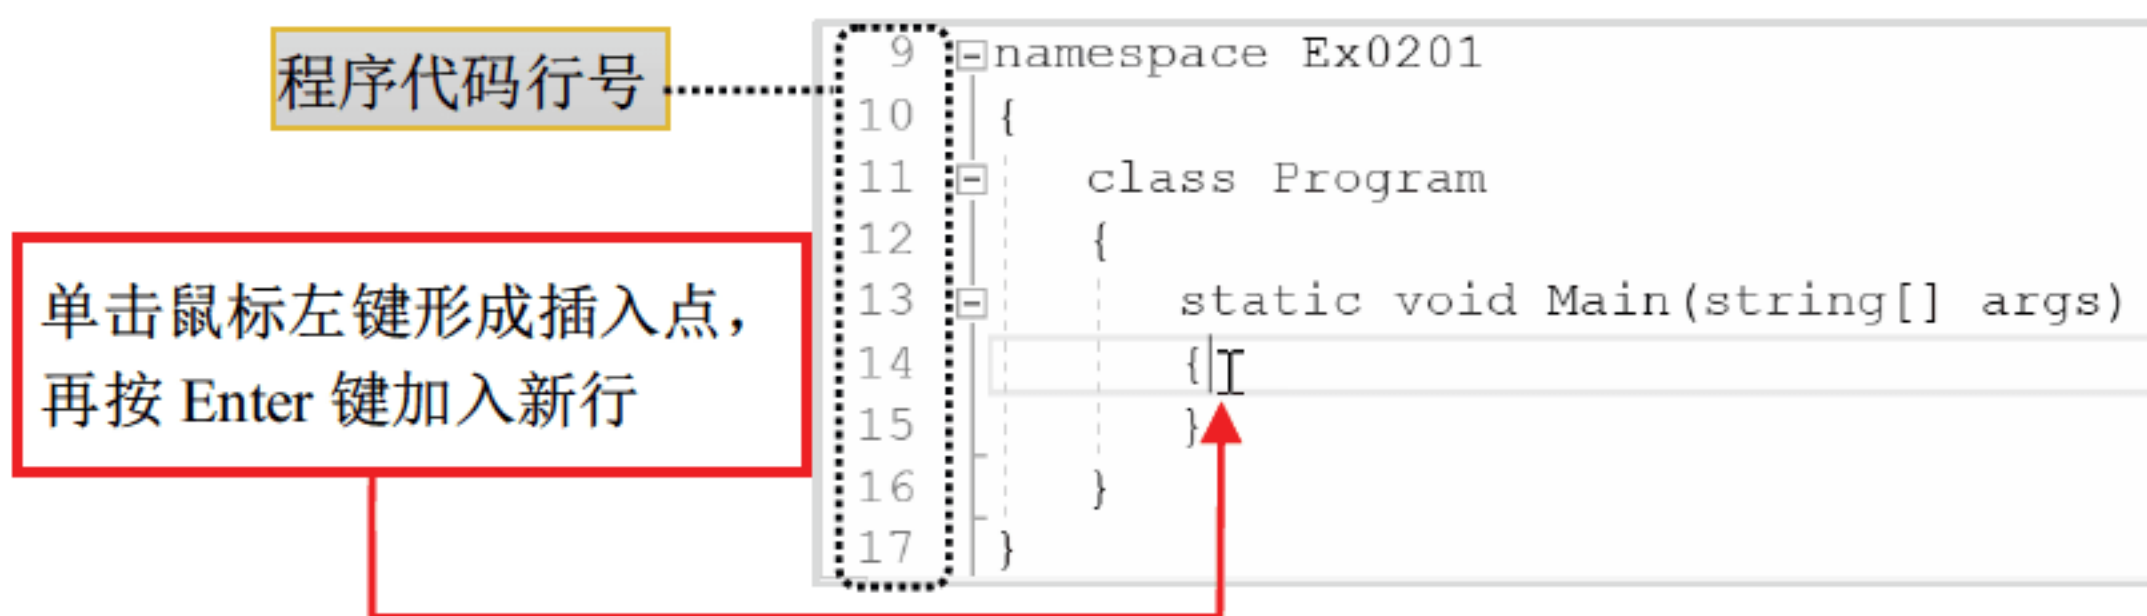 程序代码行号
9 namespace Ex0201
10 {
11 class Program
12 {
13 static void Main(string[] args)
14 {
15 }
16 }
17 }
单击鼠标左键形成插入点，
再按 Enter 键加入新行